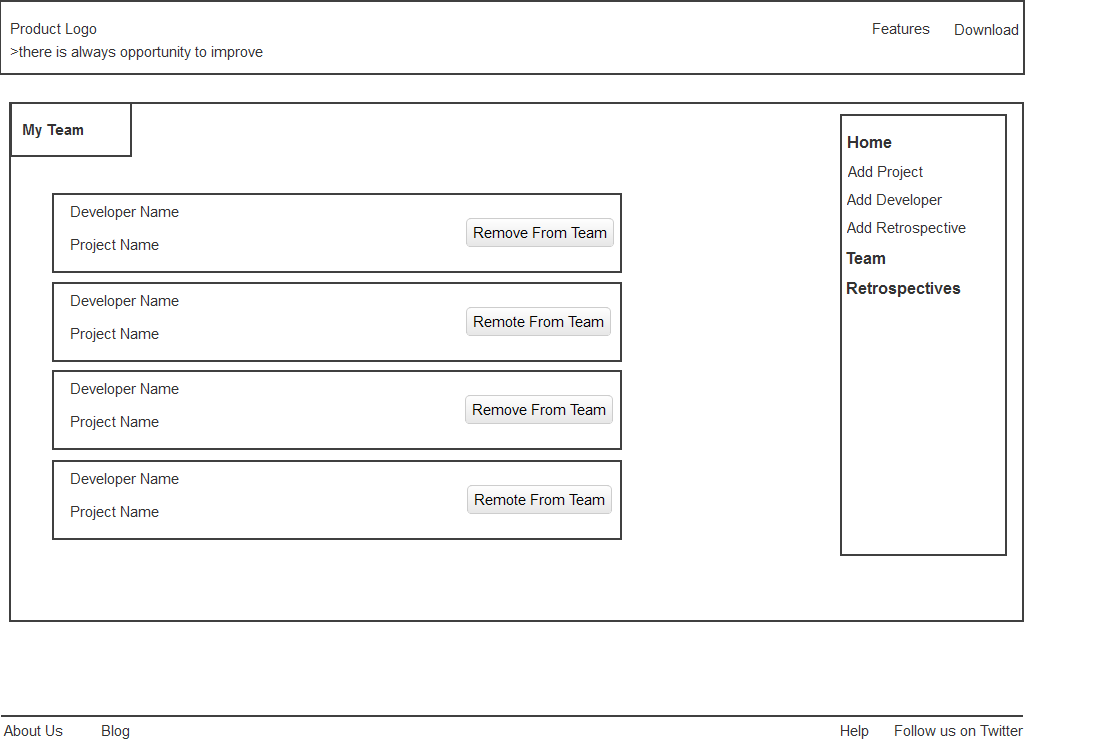 Product Logo
>there is always opportunity to improve
Features
Download
My Team
Developer Name
Project Name
Remove From Team
Developer Name
Project Name
Remote From Team
Developer Name
Project Name
Remove From Team
Developer Name
Project Name
Remote From Team
Home
Add Project
Add Developer
Add Retrospective
Team
Retrospectives
About Us
Blog
Help
Follow us on Twitter